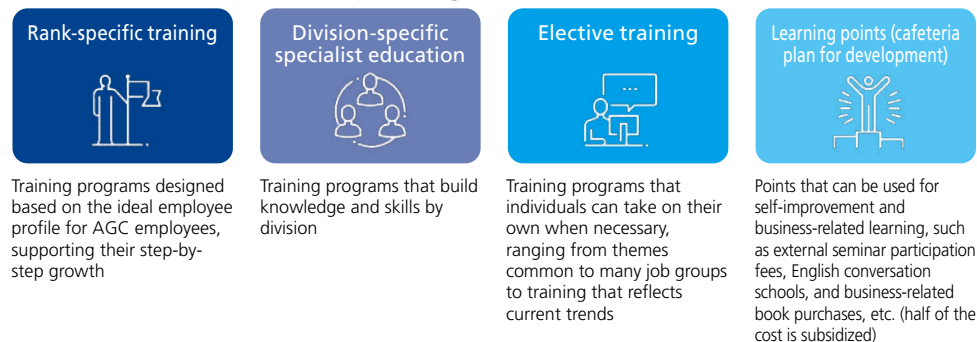 Rank-specific training
Training programs designed
based on the ideal employee
profile for AGC employees,
supporting their step-by-
step growth
Division-specific
specialist education
Training programs that build
knowledge and skills by
division
Elective training
...
Training programs that
individuals can take on their
own when necessary,
ranging from themes
common to many job groups
to training that reflects
current trends
Learning points (cafeteria
plan for development)
Points that can be used for
self-improvement and
business-related learning, such
as external seminar participation
fees, English conversation
schools, and business-related
book purchases, etc. (half of the
cost is subsidized)